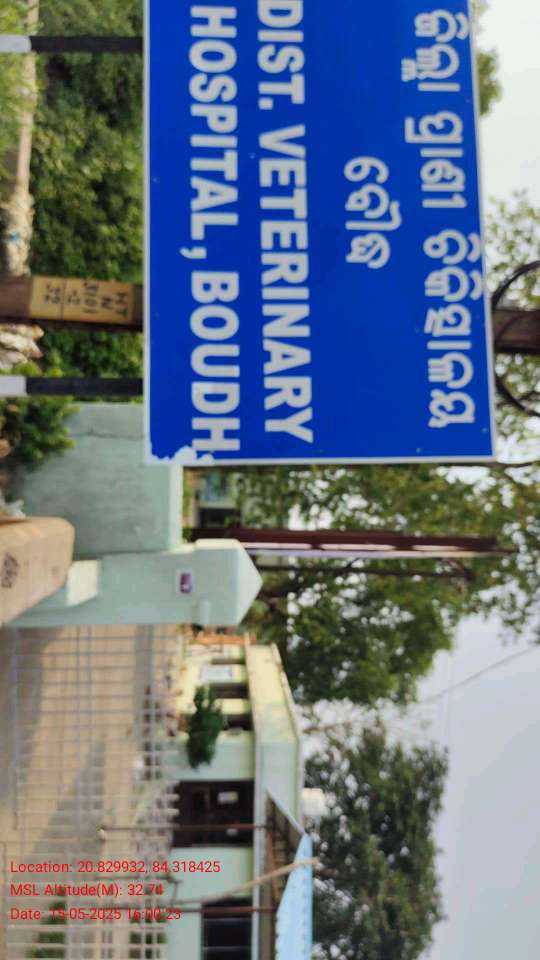 ଜିଲ୍ଲା ପ୍ରାଣୀ ଚିକିତ୍ସାଳୟ
ବୌଦ୍ଧ
DIST. VETERINARY
HOSPITAL, BOUDH
Location: 20.829932, 84.318425
MSL Altitude(M): 32.74
Date: 15-05-2025 16:00:23